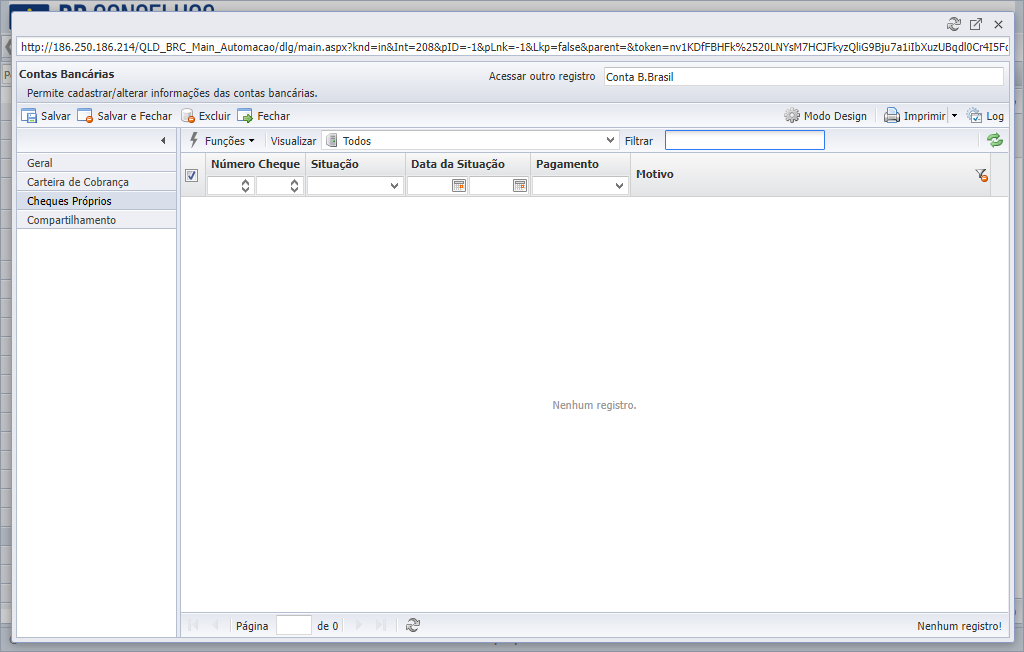 BR CONSELHOS
http://186.250.186.214/QLD_BRC_Main_Automacao/dlg/main.aspx?knd=in&Int=208&pID=-1&pLnk=-1&Lkp=false&parent=&token=nv1KDfFBHFk%2520LNYsM7HCJFkyzQliG9Bju7a1iIbXuzUBqdl0Cr4I5Fc
Contas Bancárias
Acessar outro registro Conta B.Brasil
Permite cadastrar/alterar informações das contas bancárias.
Salvar Salvar e Fechar Excluir Fechar Modo Design Imprimir Log
Funções Visualizar Todos Filtrar
Geral
Carteira de Cobrança
Cheques Próprios
Compartilhamento
Número Cheque Situação Data da Situação Pagamento Motivo
Nenhum registro.
Página de 0 Nenhum registro!